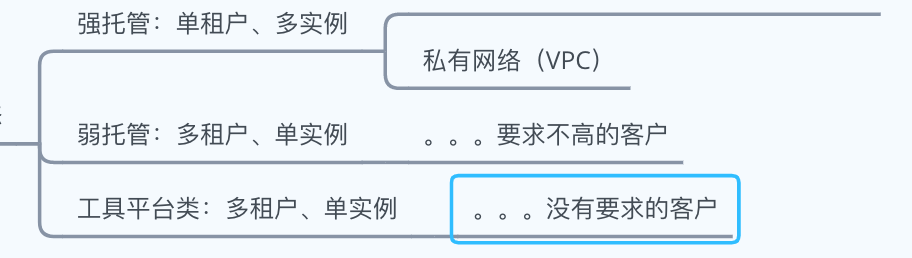 强托管：单租户、多实例
私有网络（VPC）
弱托管：多租户、单实例
。。。要求不高的客户
工具平台类：多租户、单实例
。。。没有要求的客户